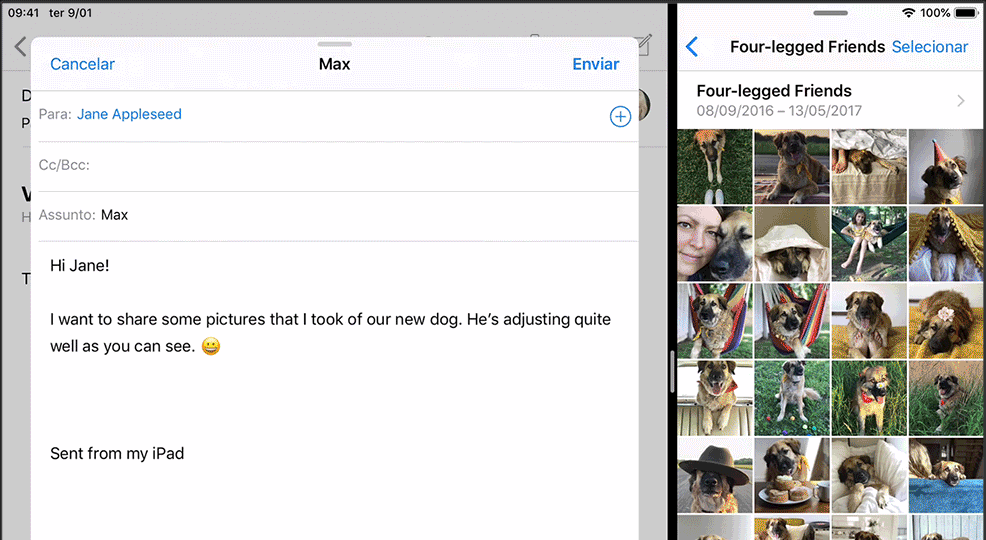 09:41 ter 9/01
100%
Cancelar
Max
Enviar
Para: Jane Appleseed
Cc/Bcc:
Assunto: Max
Hi Jane!
I want to share some pictures that I took of our new dog. He’s adjusting quite
well as you can see. 😀
Sent from my iPad
Four-legged Friends
Selecionar
Four-legged Friends
08/09/2016 – 13/05/2017